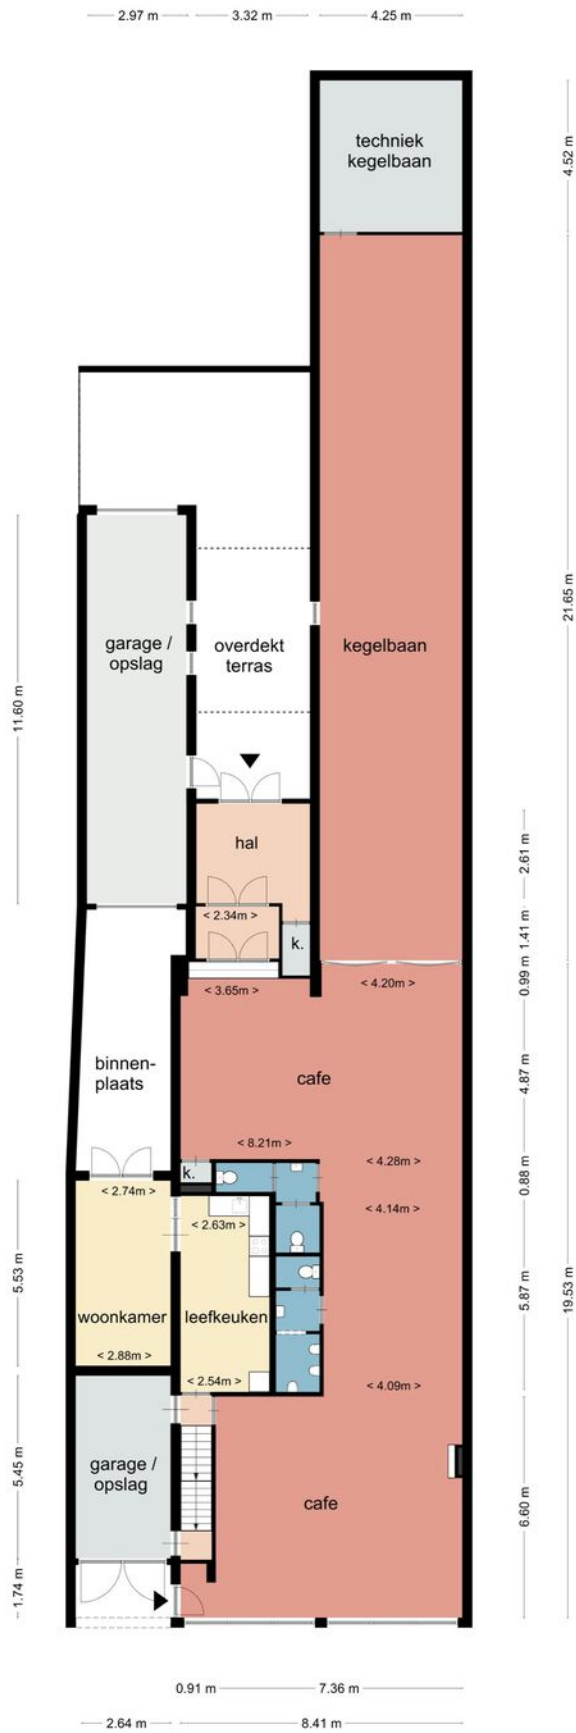 2.97 m 3.32 m 4.25 m
techniek
kegelbaan
4.52 m
garage /
opslag
overdekt
terras
kegelbaan
21.65 m
11.60 m
hal
2.61 m
< 2.34m >
k.
1.41 m
< 3.65m >
< 4.20m >
0.99 m
binnen-
plaats
cafe
4.87 m
< 8.21m >
< 4.28m >
k.
0.88 m
< 2.74m >
< 4.14m >
< 2.63m >
5.53 m
5.87 m
19.53 m
woonkamer
leefkeuken
< 2.88m >
< 2.54m >
< 4.09m >
garage /
opslag
5.45 m
cafe
6.60 m
1.74 m
0.91 m 7.36 m
2.64 m 8.41 m